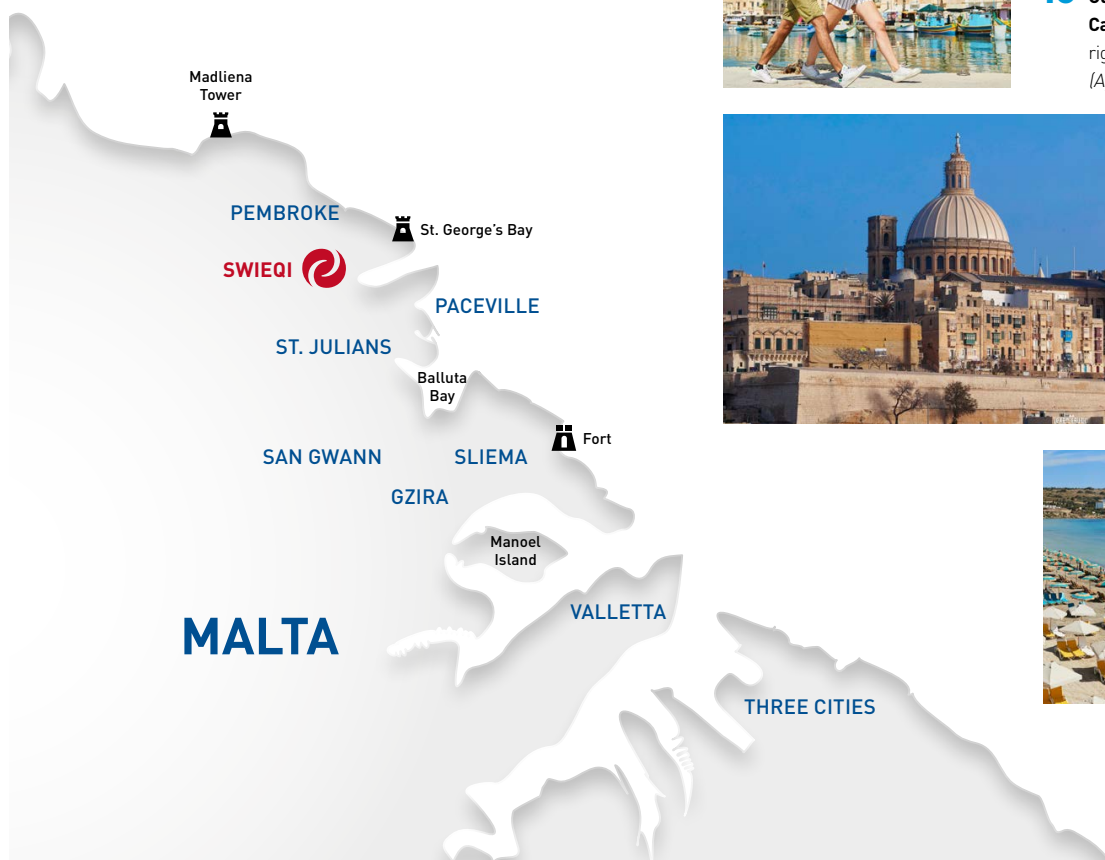 Madliena
Tower
PEMBROKE
St. George's Bay
SWIEQI
PACEVILLE
ST. JULIANS
Balluta
Bay
Fort
SAN GWANN
SLIEMA
GZIRA
Manoel
Island
VALLETTA
MALTA
THREE CITIES